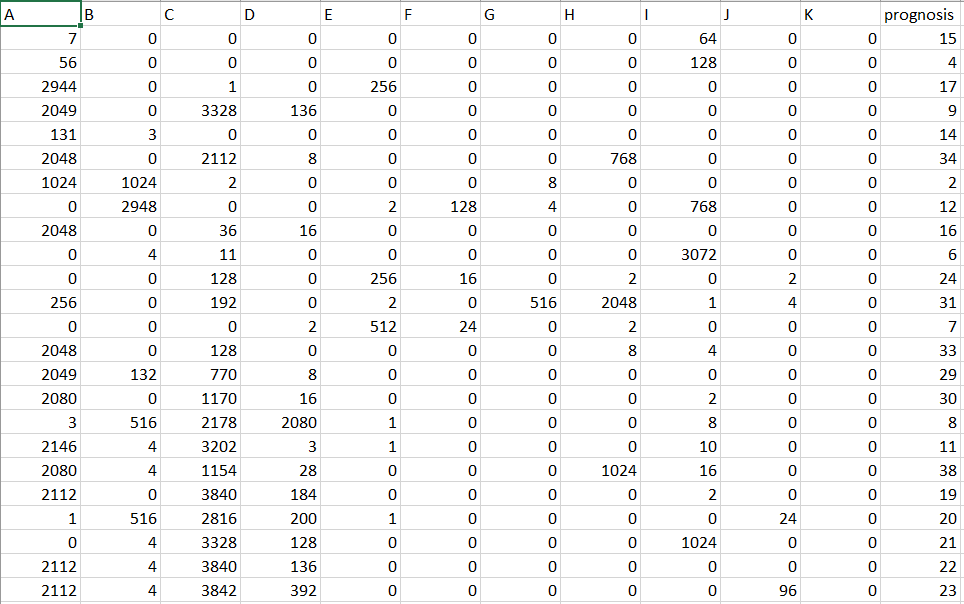 A B C D E F G H I J K prognosis
7 0 0 0 0 0 0 0 64 0 0 15
56 0 0 0 0 0 0 0 128 0 0 4
2944 0 1 0 256 0 0 0 0 0 0 17
2049 0 3328 136 0 0 0 0 0 0 0 9
131 3 0 0 0 0 0 0 0 0 0 14
2048 0 2112 8 0 0 0 768 0 0 0 34
1024 1024 2 0 0 0 8 0 0 0 0 2
0 2948 0 0 2 128 4 0 768 0 0 12
2048 0 36 16 0 0 0 0 0 0 0 16
0 4 11 0 0 0 0 0 3072 0 0 6
0 0 128 0 256 16 0 2 0 2 0 24
256 0 192 0 2 0 516 2048 1 4 0 31
0 0 0 2 512 24 0 2 0 0 0 7
2048 0 128 0 0 0 0 8 4 0 0 33
2049 132 770 8 0 0 0 0 0 0 0 29
2080 0 1170 16 0 0 0 0 2 0 0 30
3 516 2178 2080 1 0 0 0 8 0 0 8
2146 4 3202 3 1 0 0 0 10 0 0 11
2080 4 1154 28 0 0 0 1024 16 0 0 38
2112 0 3840 184 0 0 0 0 2 0 0 19
1 516 2816 200 1 0 0 0 0 24 0 20
0 4 3328 128 0 0 0 0 1024 0 0 21
2112 4 3840 136 0 0 0 0 0 0 0 22
2112 4 3842 392 0 0 0 0 0 96 0 23